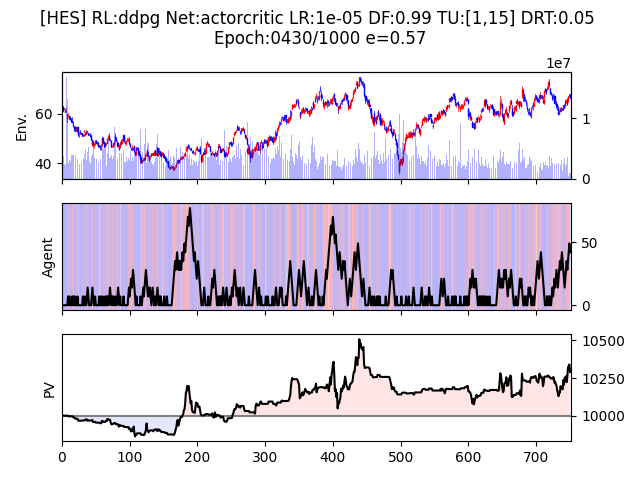 [HES] RL:ddpg Net:actorcritic LR:1e-05 DF:0.99 TU:[1,15] DRT:0.05
Epoch:0430/1000 e=0.57
1e7
Env.
60
40
1
0
Agent
50
0
PV
10500
10250
10000
0 100 200 300 400 500 600 700